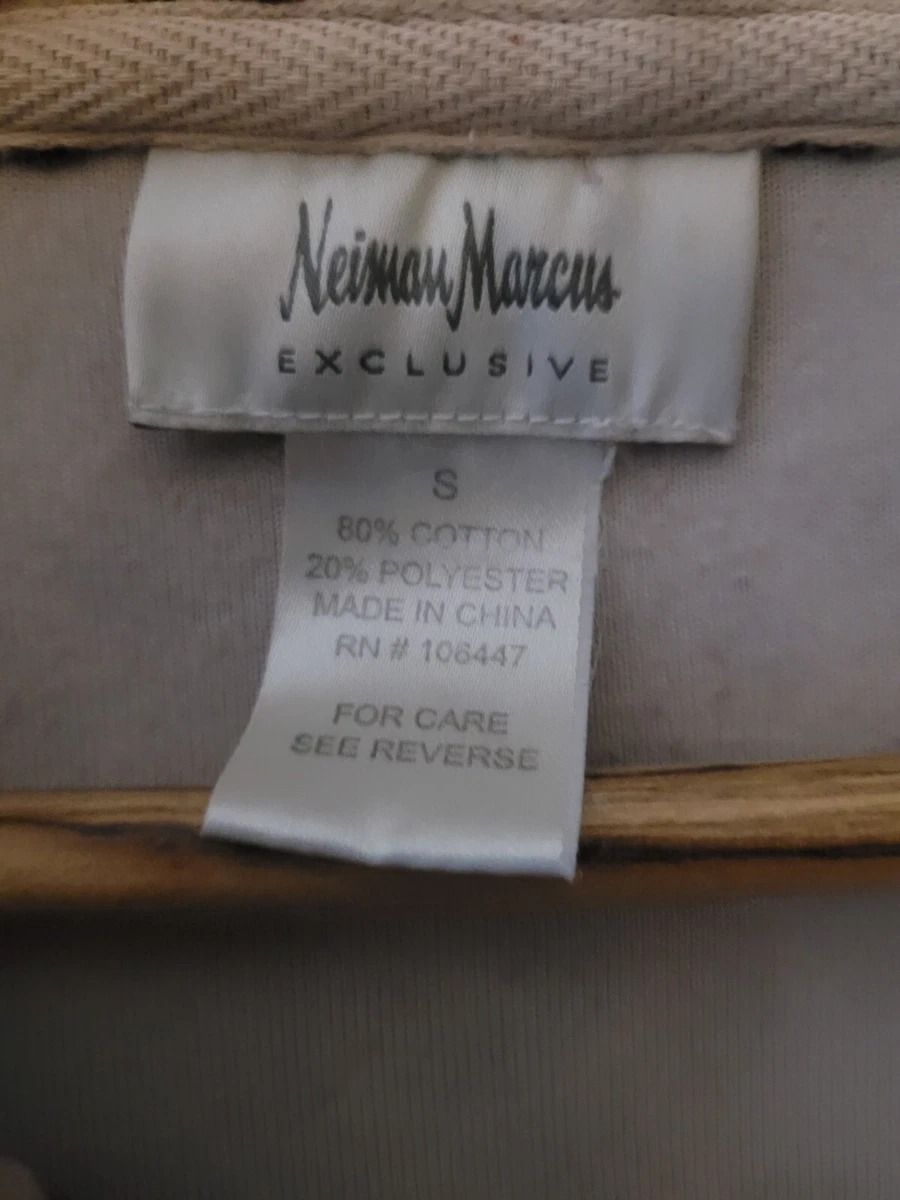 Neiman Marcus
EXCLUSIVE
S
80% COTTON
20% POLYESTER
MADE IN CHINA
RN # 106447
FOR CARE
SEE REVERSE